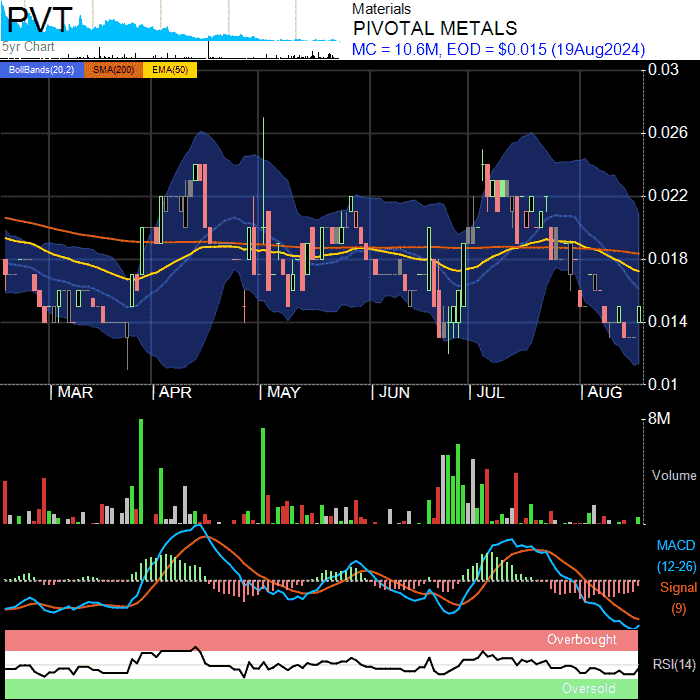 PVT
5yr Chart
Materials
PIVOTAL METALS
MC = 10.6M, EOD = $0.015 (19Aug2024)
BollBands(20,2) SMA(200) EMA(50)
0.03
0.026
0.022
0.018
0.014
0.01
MAR APR MAY JUN JUL AUG
8M
Volume
MACD
(12-26)
Signal
(9)
Overbought
RSI(14)
Oversold